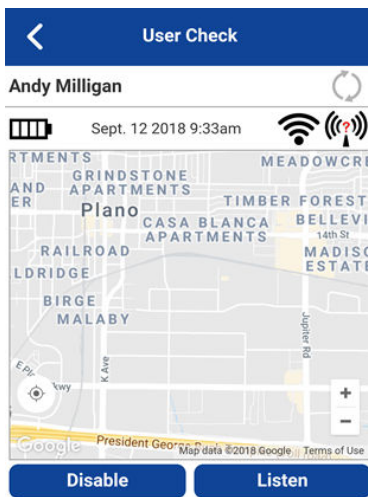 User Check
Andy Milligan
Sept. 12 2018 9:33am
RTMENTS
MEADOWCRE
GRINDSTONE
APARTMENTS
AND
ER
TIMBER FOREST
Plano
CASA BLANCA
APARTMENTS
BELLEVI
14th St
RAILROAD
MADISO
ESTATE
LDRIDGE
BIRGE
MALABY
Jupiter Rd
K Ave
E Pl
kwy
+
−
Google
President George
Map data ©2018 Google
Terms of Use
Disable
Listen